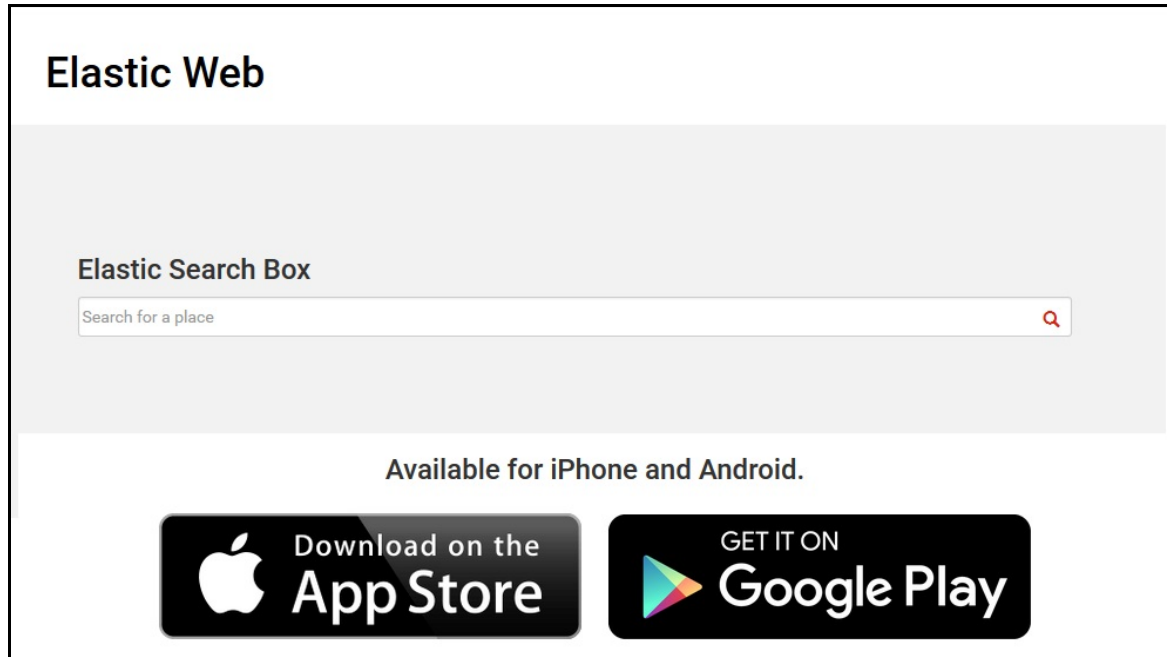 Elastic Web
Elastic Search Box
Search for a place
Available for iPhone and Android.
Download on the
App Store
GET IT ON
Google Play